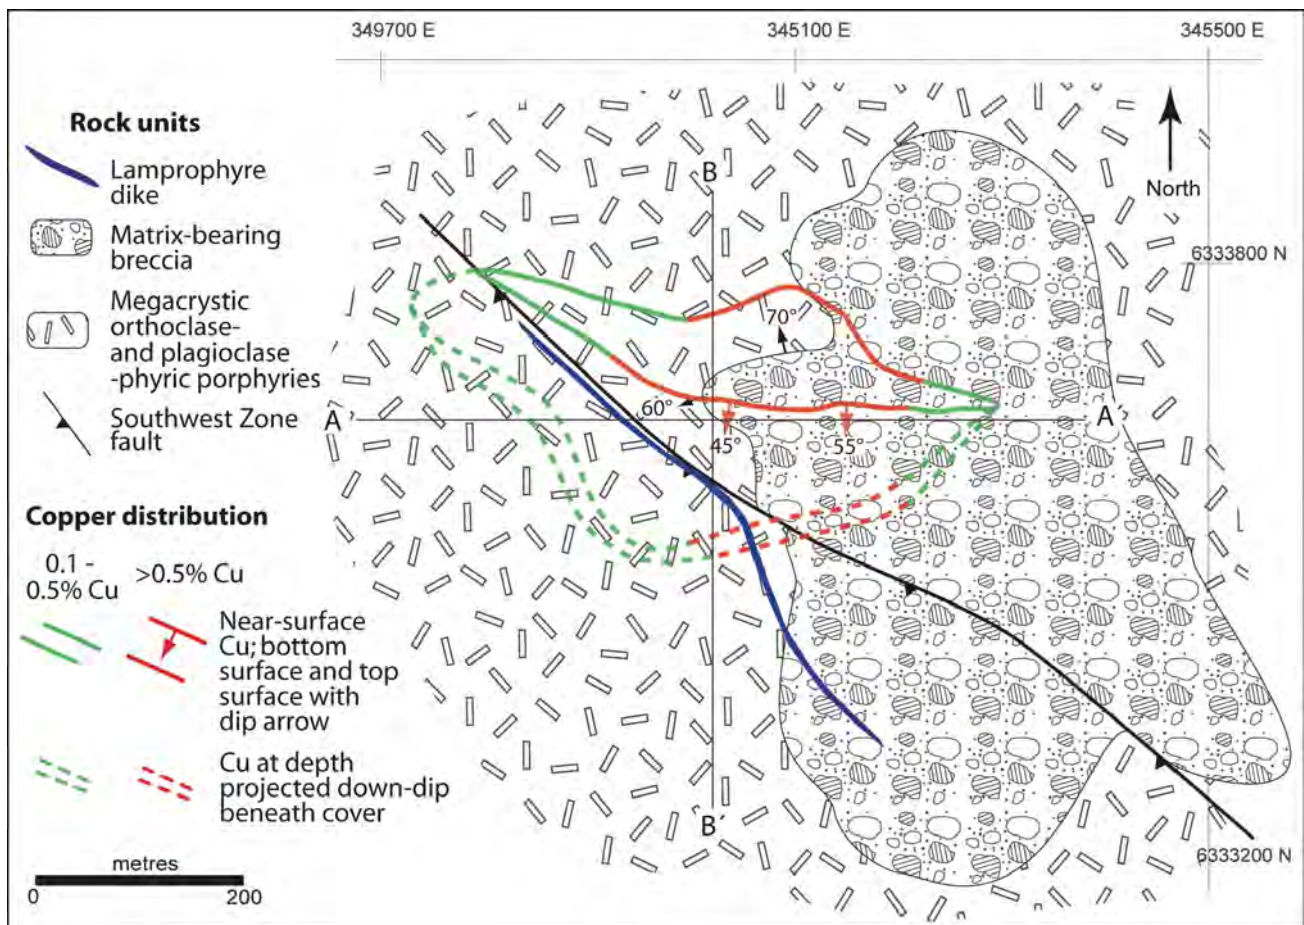 349700 E
345100 E
345500 E
Rock units
Lamprophyre
dike
Matrix-bearing
breccia
Megacrystic
orthoclase-
and plagioclase
-phyric porphyries
Southwest Zone
fault
Copper distribution
0.1 -
0.5% Cu
>0.5% Cu
Near-surface
Cu; bottom
surface and top
surface with
dip arrow
Cu at depth
projected down-dip
beneath cover
metres
0
200
North
6333800 N
B
70°
60°
A
A´
45°
55°
B´
6333200 N